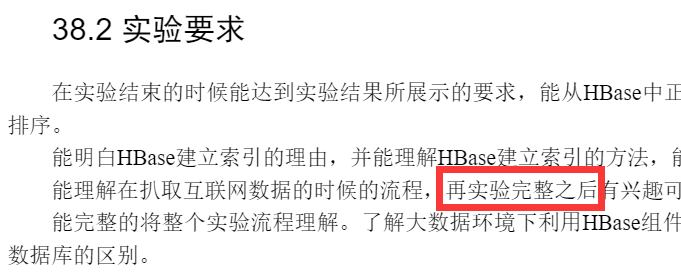 38.2 实验要求
在实验结束的时候能达到实验结果所展示的要求，能从HBase中正
排序。
能明白HBase建立索引的理由，并能理解HBase建立索引的方法，能
能理解在扒取互联网数据的时候的流程，再实验完整之后有兴趣可
能完整的将整个实验流程理解。了解大数据环境下利用HBase组件
数据库的区别。